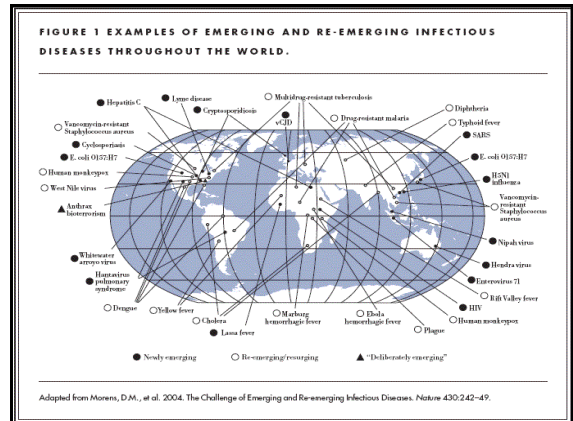 FIGURE 1 EXAMPLES OF EMERGING AND RE-EMERGING INFECTIOUS
DISEASES THROUGHOUT THE WORLD.
Hepatitis C
Lyme disease
Cryptosporidiosis
Multidrug-resistant tuberculosis
vCJD
Drug-resistant malaria
Diphtheria
Typhoid fever
SARS
Vancomycin-resistant
Staphylococcus aureus
Cyclosporiasis
E. coli O157:H7
Human monkeypox
West Nile virus
Anthrax
bioterrorism
E. coli O157:H7
H5N1
influenza
Vancomycin-
resistant
Staphylococcus
aureus
Nipah virus
Hendra virus
Enterovirus 71
Rift Valley fever
HIV
Human monkeypox
Plague
Whitewater
arroyo virus
Hantavirus
pulmonary
syndrome
Dengue
Yellow fever
Cholera
Lassa fever
Marburg
hemorrhagic fever
Ebola
hemorrhagic fever
Newly emerging
Re-emerging/resurging
"Deliberately emerging"
Adapted from Morens, D.M., et al. 2004. The Challenge of Emerging and Re-emerging Infectious Diseases. Nature 430:242–49.